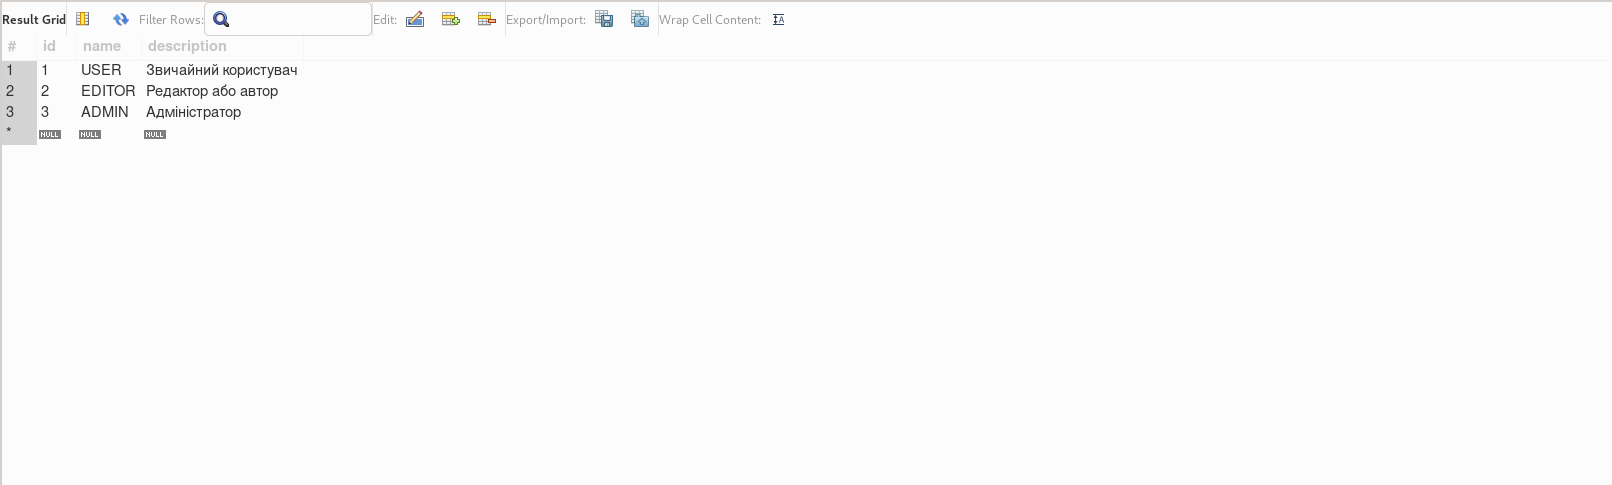 Result Grid Filter Rows: Edit: Export/Import: Wrap Cell Content:
# id name description
1 1 USER Звичайний користувач
2 2 EDITOR Редактор або автор
3 3 ADMIN Адміністратор
* NULL NULL NULL